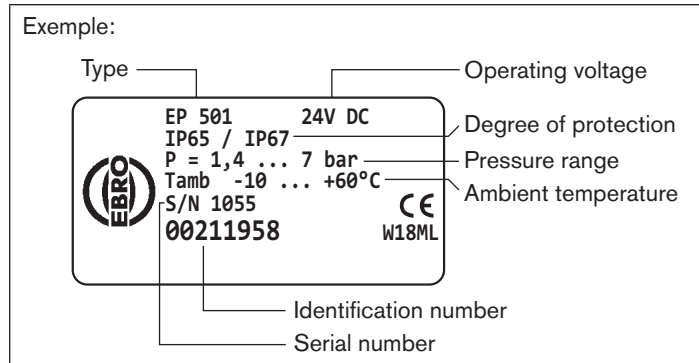 Exemple:
Type
Operating voltage
EP 501 24V DC
IP65 / IP67
Degree of protection
P = 1,4 ... 7 bar
Pressure range
Tamb -10 ... +60°C
Ambient temperature
EBRO
S/N 1055
CE
00211958
W18ML
Identification number
Serial number